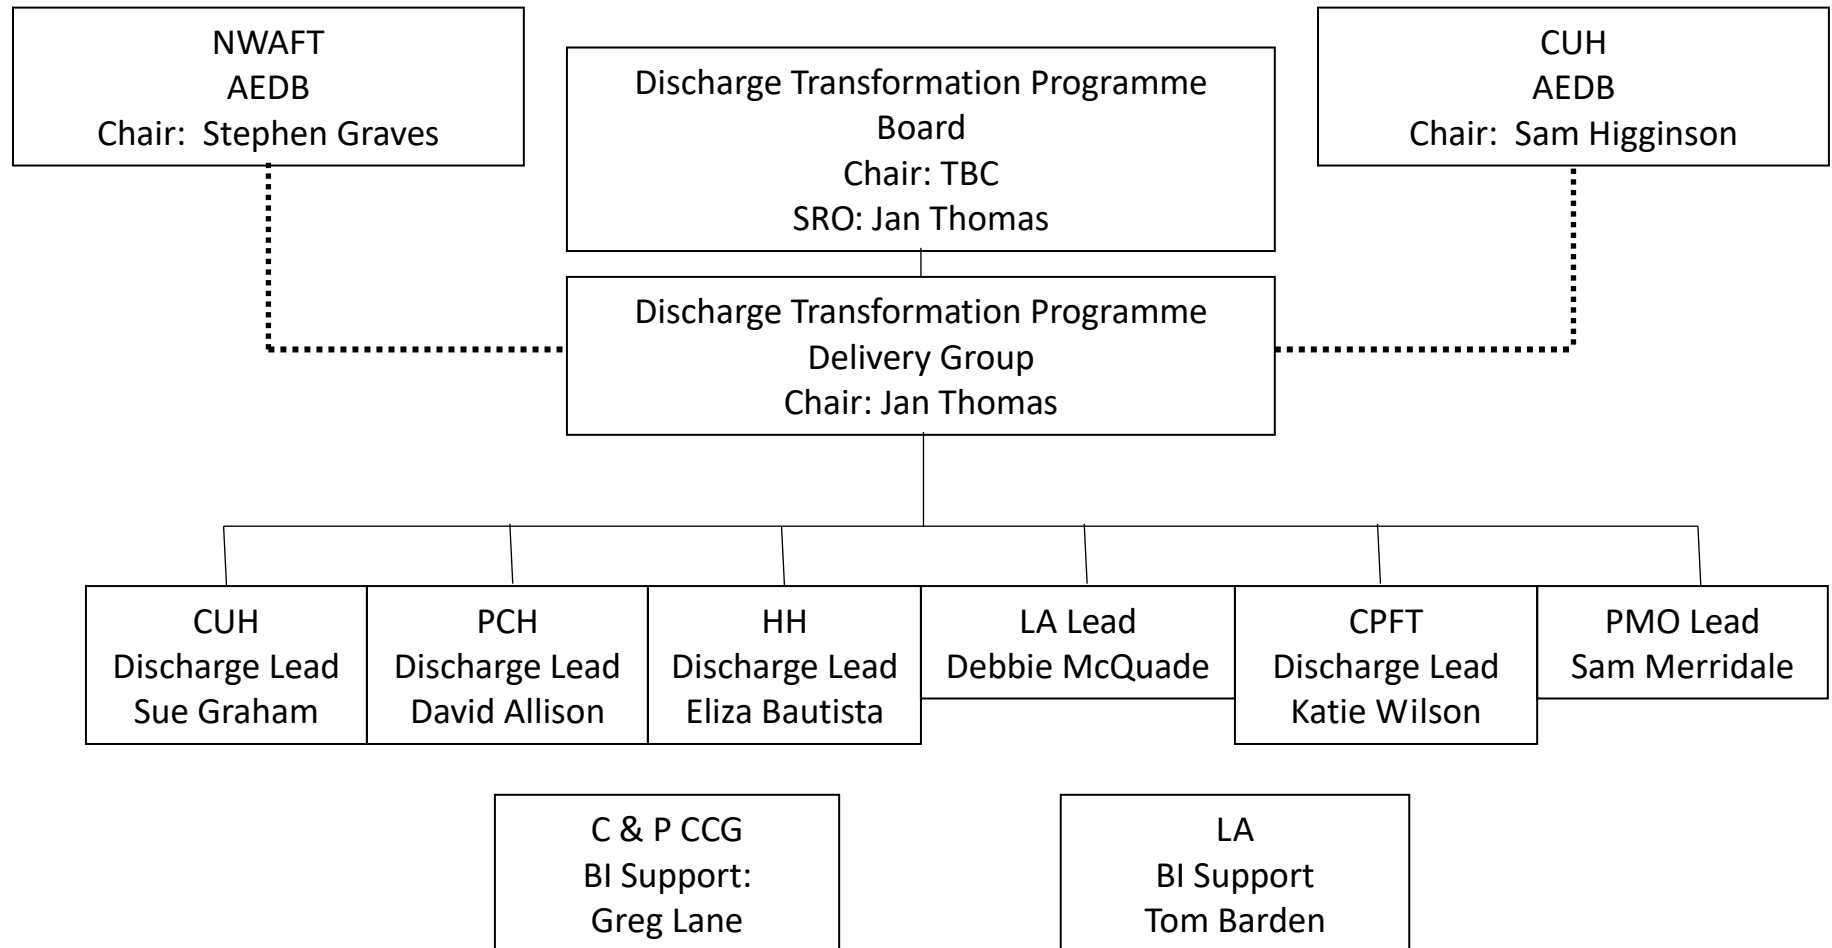 NWAFT
AEDB
Chair:  Stephen Graves
Discharge Transformation Programme
Board
Chair: TBC
SRO: Jan Thomas
CUH
AEDB
Chair:  Sam Higginson
Discharge Transformation Programme
Delivery Group
Chair: Jan Thomas
CUH
Discharge Lead
Sue Graham
PCH
Discharge Lead
David Allison
HH
Discharge Lead
Eliza Bautista
LA Lead
Debbie McQuade
CPFT
Discharge Lead
Katie Wilson
PMO Lead
Sam Merridale
C & P CCG
BI Support:
Greg Lane
LA
BI Support
Tom Barden